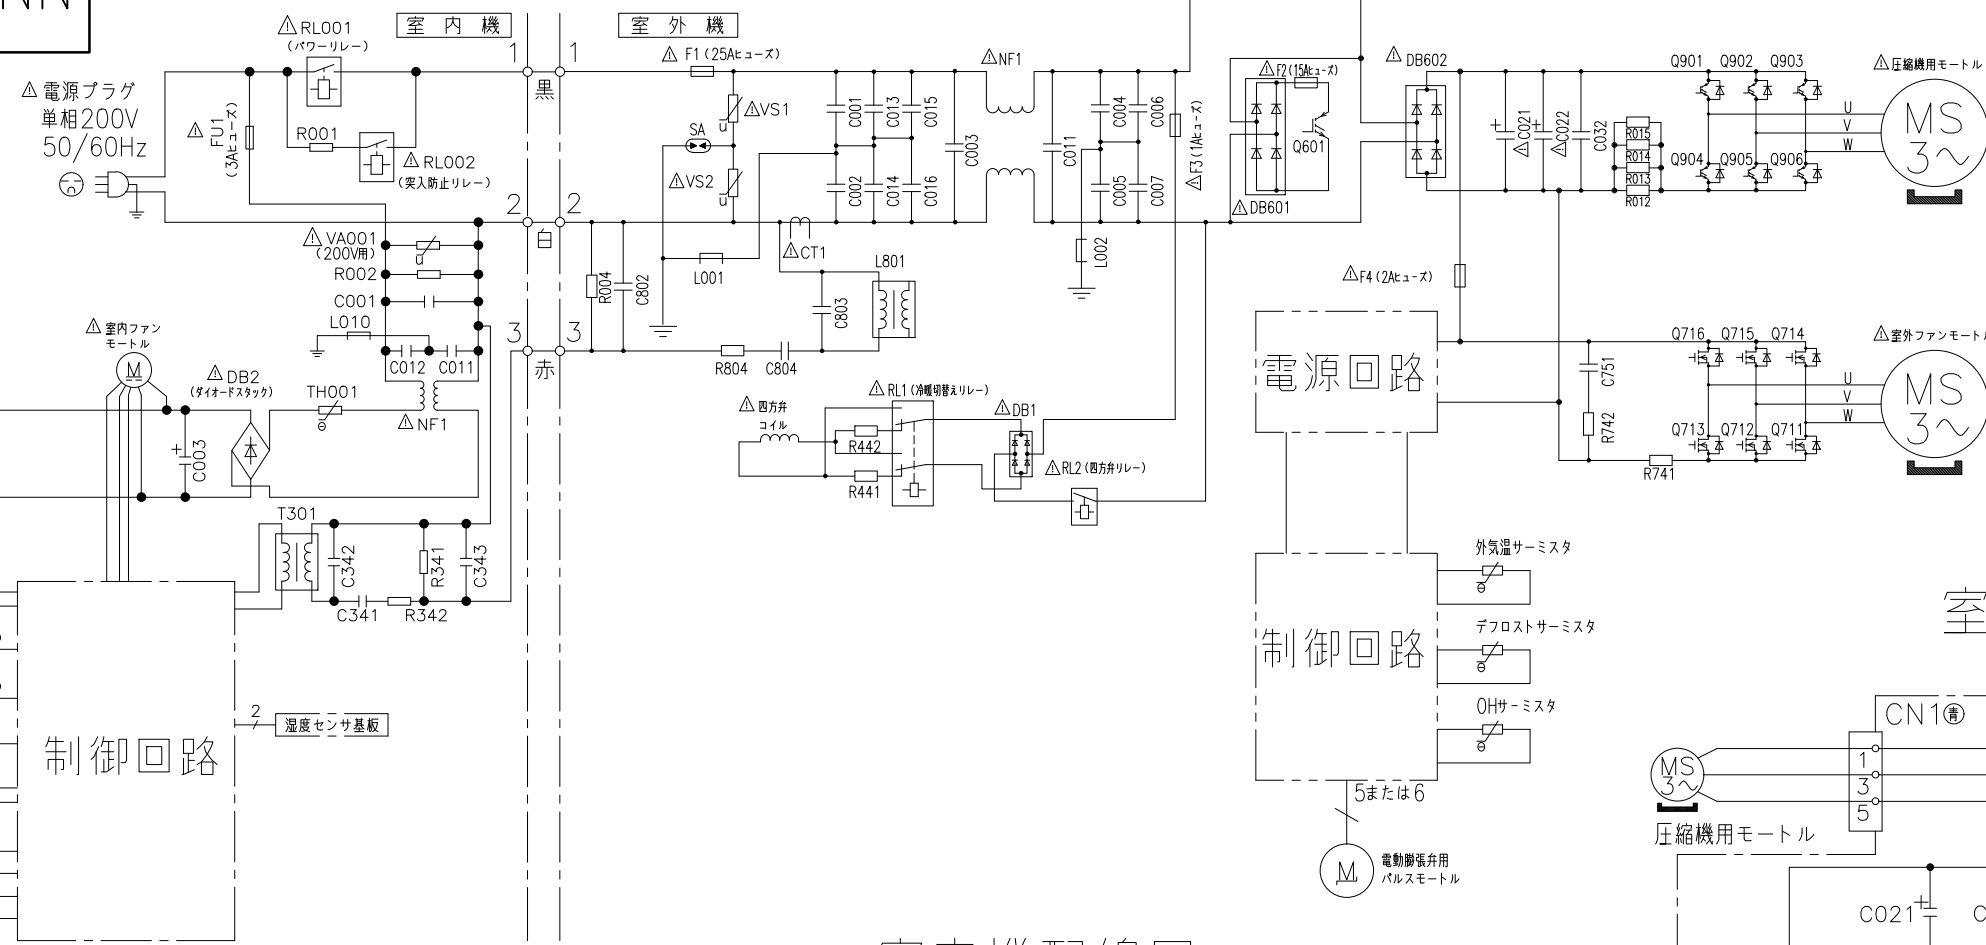 RL001
(パワーリレー)
室内機
室外機
1
1
F1(25Aヒューズ)
NF1
F2(15Aヒューズ)
DB602
Q901 Q902 Q903
圧縮機用モートル
MS
3～
U
V
W
電源プラグ
単相200V
50/60Hz
FU1
(3Aヒューズ)
R001
RL002
(突入防止リレー)
黒
SA
VS1
VS2
C001
C013
C015
C002
C014
C016
C003
C011
C004
C006
C005
C007
F3(1Aヒューズ)
Q601
DB601
C021
C022
C032
R015
R014
R013
R012
Q904 Q905 Q906
2
2
白
VA001
(200V用)
R002
C001
L010
C012 C011
NF1
R004
C802
L001
CT1
C803
L801
L002
F4(2Aヒューズ)
3
3
赤
R804 C804
室内ファン
モートル
M
DB2
(ダイオードスタック)
TH001
C003
T301
C342
R341
C343
C341 R342
四方弁
コイル
R442
R441
RL1(冷暖切替えリレー)
DB1
RL2(四方弁リレー)
電源回路
Q716 Q715 Q714
C751
R742
Q713 Q712 Q711
R741
室外ファンモートル
MS
3～
U
V
W
制御回路
2
湿度センサ基板
制御回路
外気温サーミスタ
デフロストサーミスタ
OHサーミスタ
5または6
M
電動膨張弁用
パルスモートル
室
CN1青
MS
3～
1
3
5
圧縮機用モートル
C021